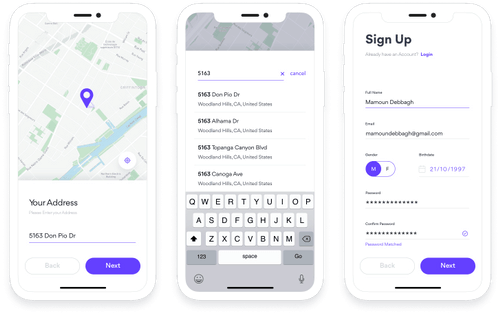 Your Address
Please Enter your Address
5163 Don Pio Dr
Back
Next
5163
cancel
5163 Don Pio Dr
Woodland Hills, CA, United States
5163 Alhama Dr
Woodland Hills, CA, United States
5163 Topanga Canyon Blvd
Woodland Hills, CA, United States
5163 Canoga Ave
Woodland Hills, CA, United States
Q W E R T Y U I O P
A S D F G H J K L
Z X C V B N M
123
space
Go
Sign Up
Already have an Account? Login
Full Name
Mamoun Debbagh
Email
mamoundebbagh@gmail.com
Gender
Birthdate
M F
21/10/1997
Password
*************
Confirm Password
*************
Password Matched
Back
Next